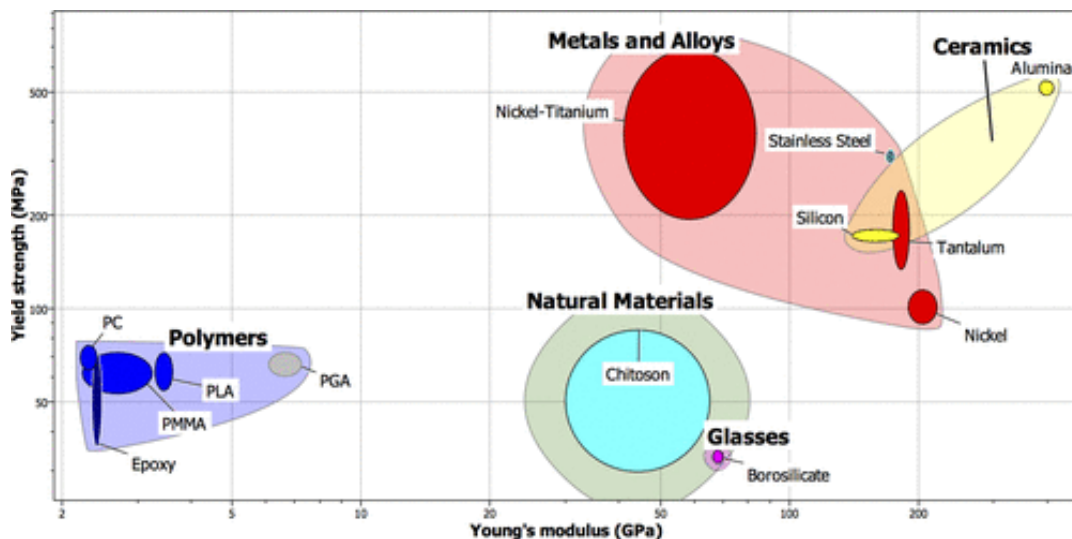 Metals and Alloys
Ceramics
Alumina
500
Nickel-Titanium
Stainless Steel
Yield strength (MPa)
200
Silicon
Tantalum
Natural Materials
100
Nickel
PC
Polymers
Chitoson
PGA
PLA
50
PMMA
Glasses
Epoxy
Borosilicate
2
5
10
20
50
100
200
Young's modulus (GPa)